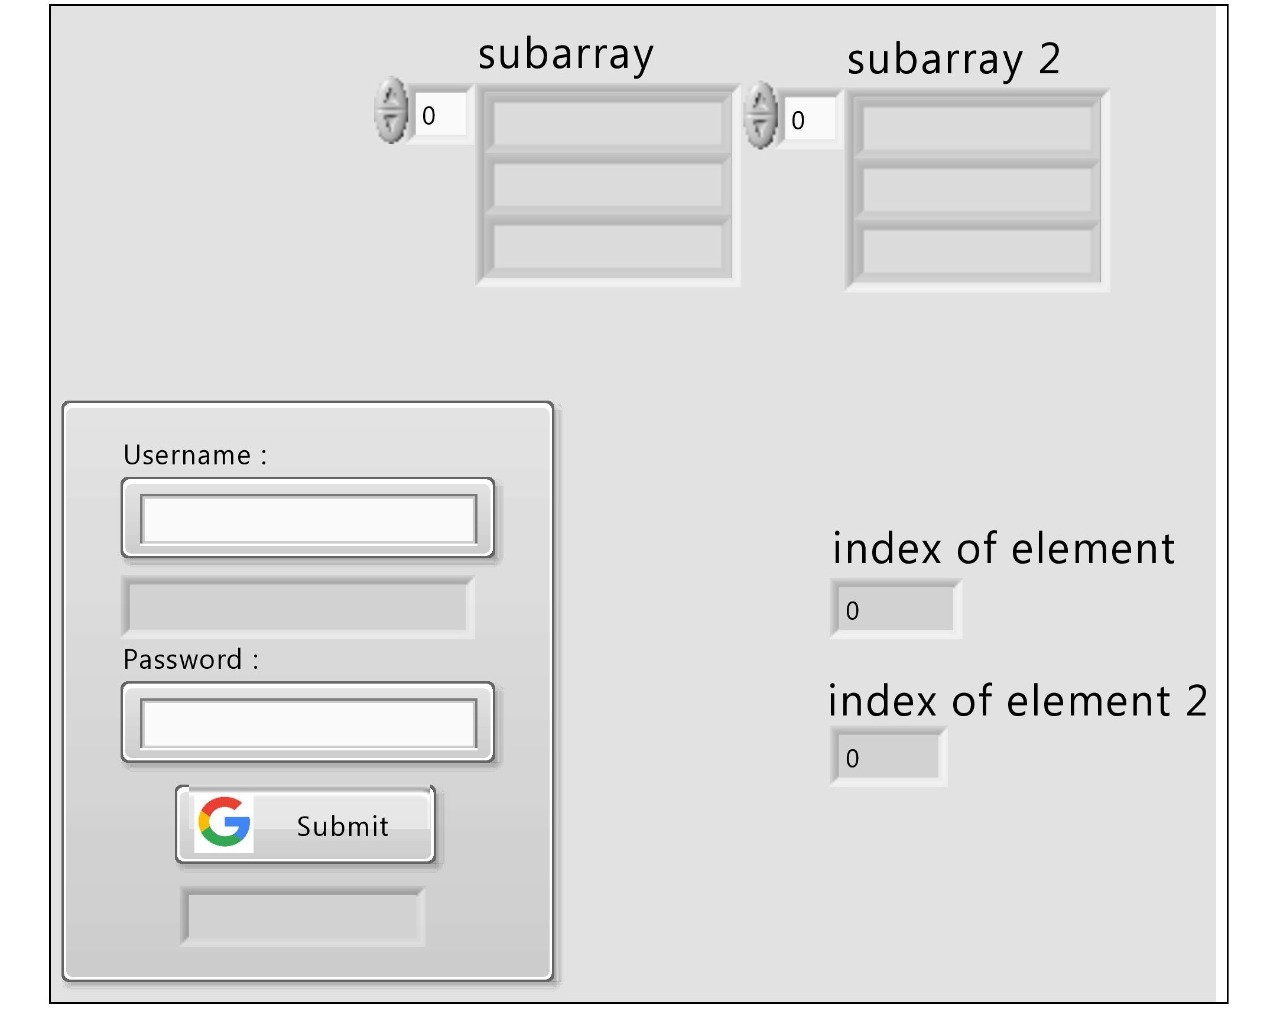 subarray
subarray 2
0
0
Username :
Password :
Submit
index of element
0
index of element 2
0